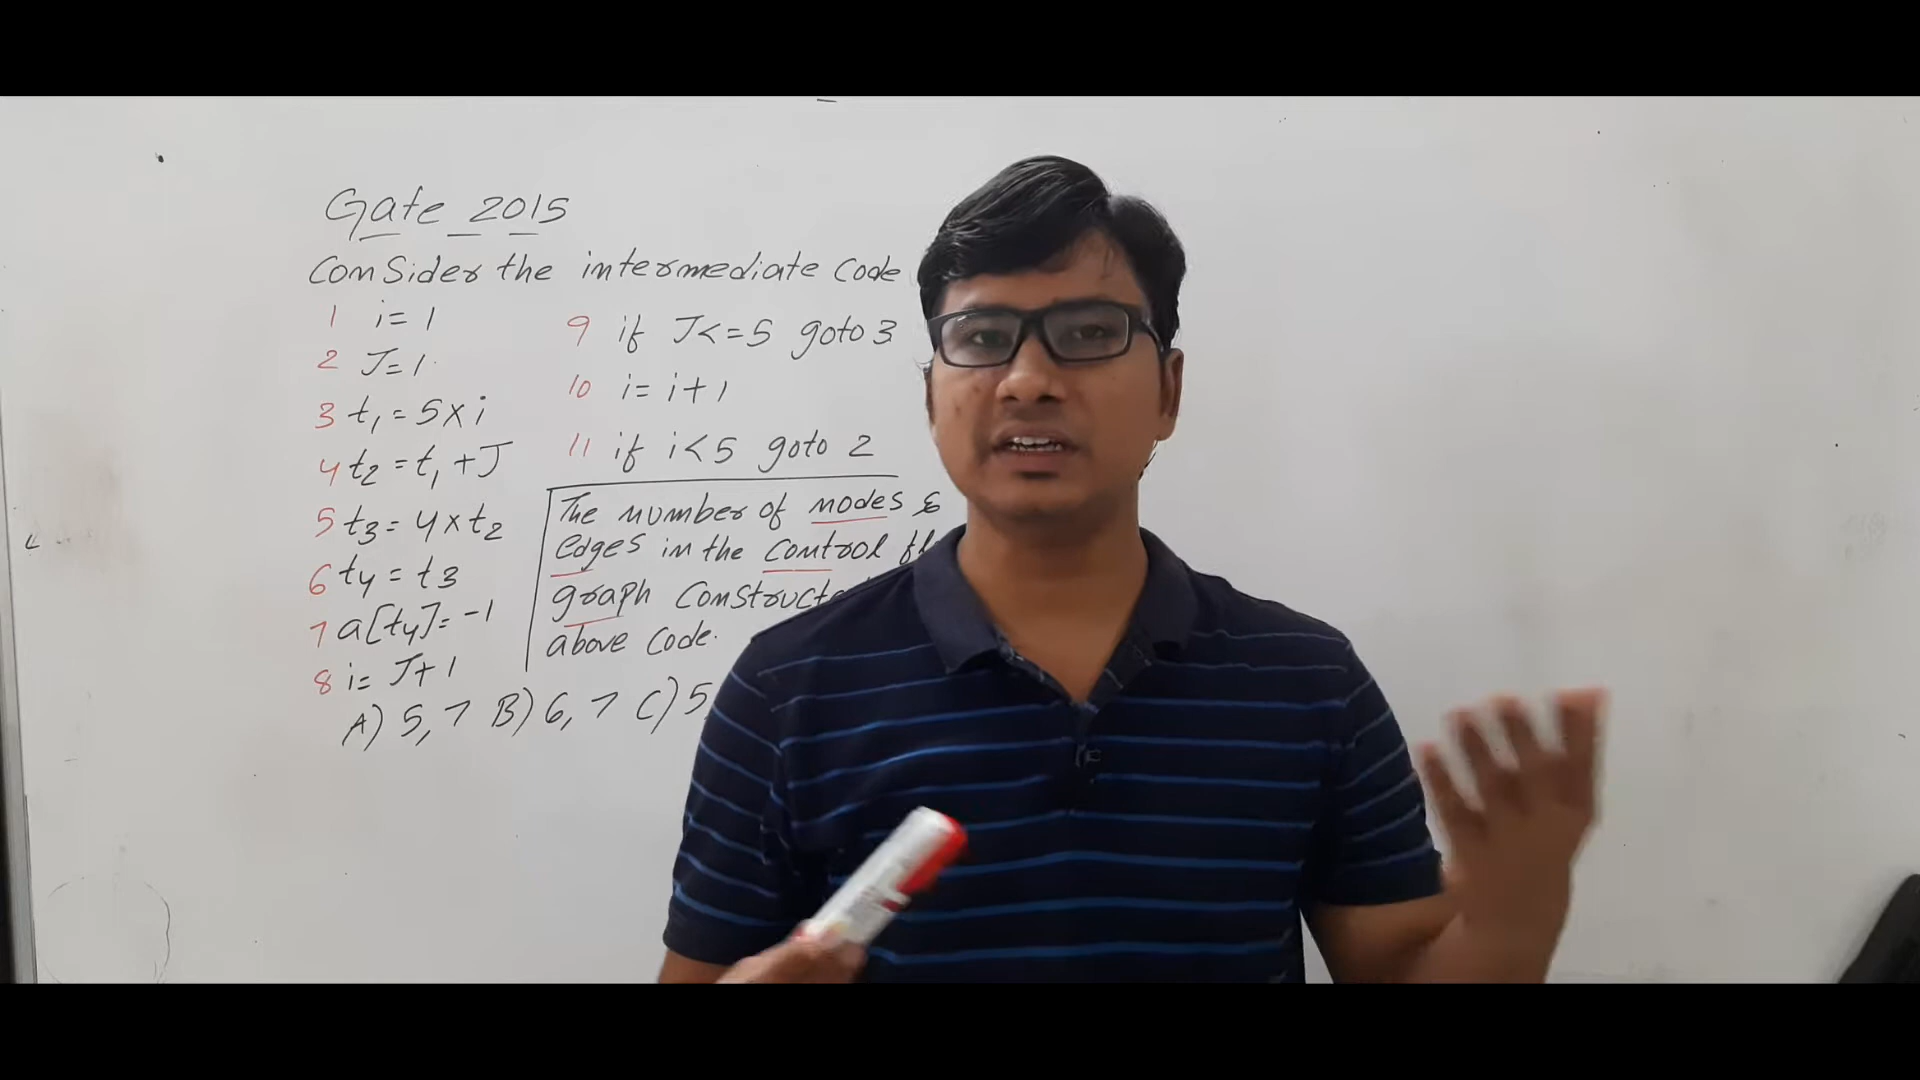 Gate 2015
Consider the intermediate Code
1 i = 1
2 J = 1
3 t1 = 5 x i
4 t2 = t1 + J
5 t3 = 4 x t2
6 t4 = t3
7 a[t4] = -1
8 i = J + 1
9 if J <= 5 goto 3
10 i = i + 1
11 if i < 5 goto 2
The number of nodes &
edges in the control
graph
above Code.
A) 5, 7 B) 6, 7 C) 5,